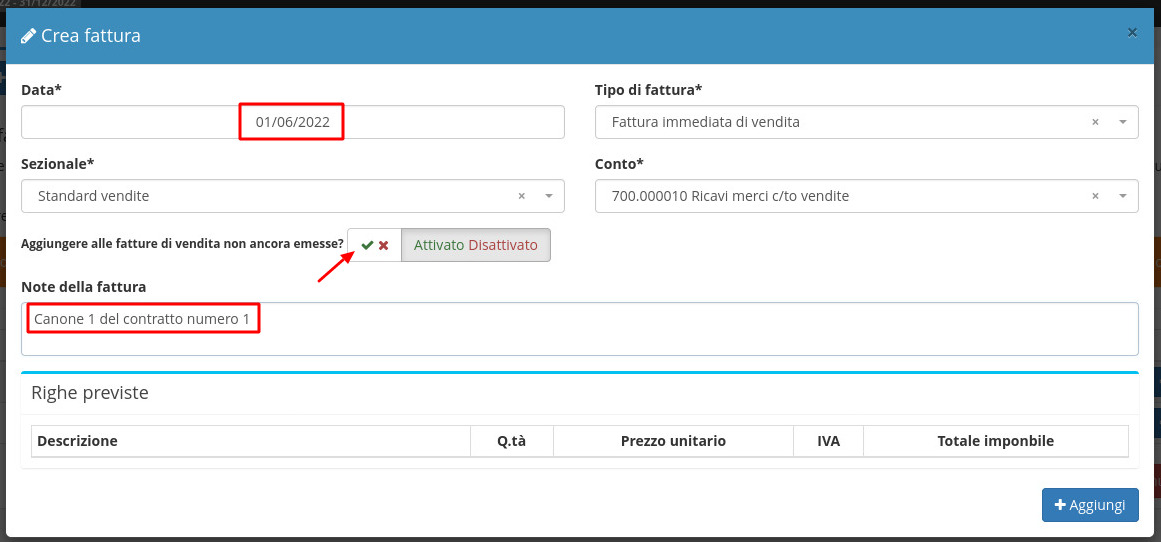 22 - 31/12/2022
Crea fattura
×
Data*
Tipo di fattura*
01/06/2022
Fattura immediata di vendita ×
Sezionale*
Conto*
Standard vendite ×
700.000010 Ricavi merci c/to vendite ×
Aggiungere alle fatture di vendita non ancora emesse? Attivato Disattivato
Note della fattura
Canone 1 del contratto numero 1
Righe previste
Descrizione Q.tà Prezzo unitario IVA Totale imponbile
Aggiungi